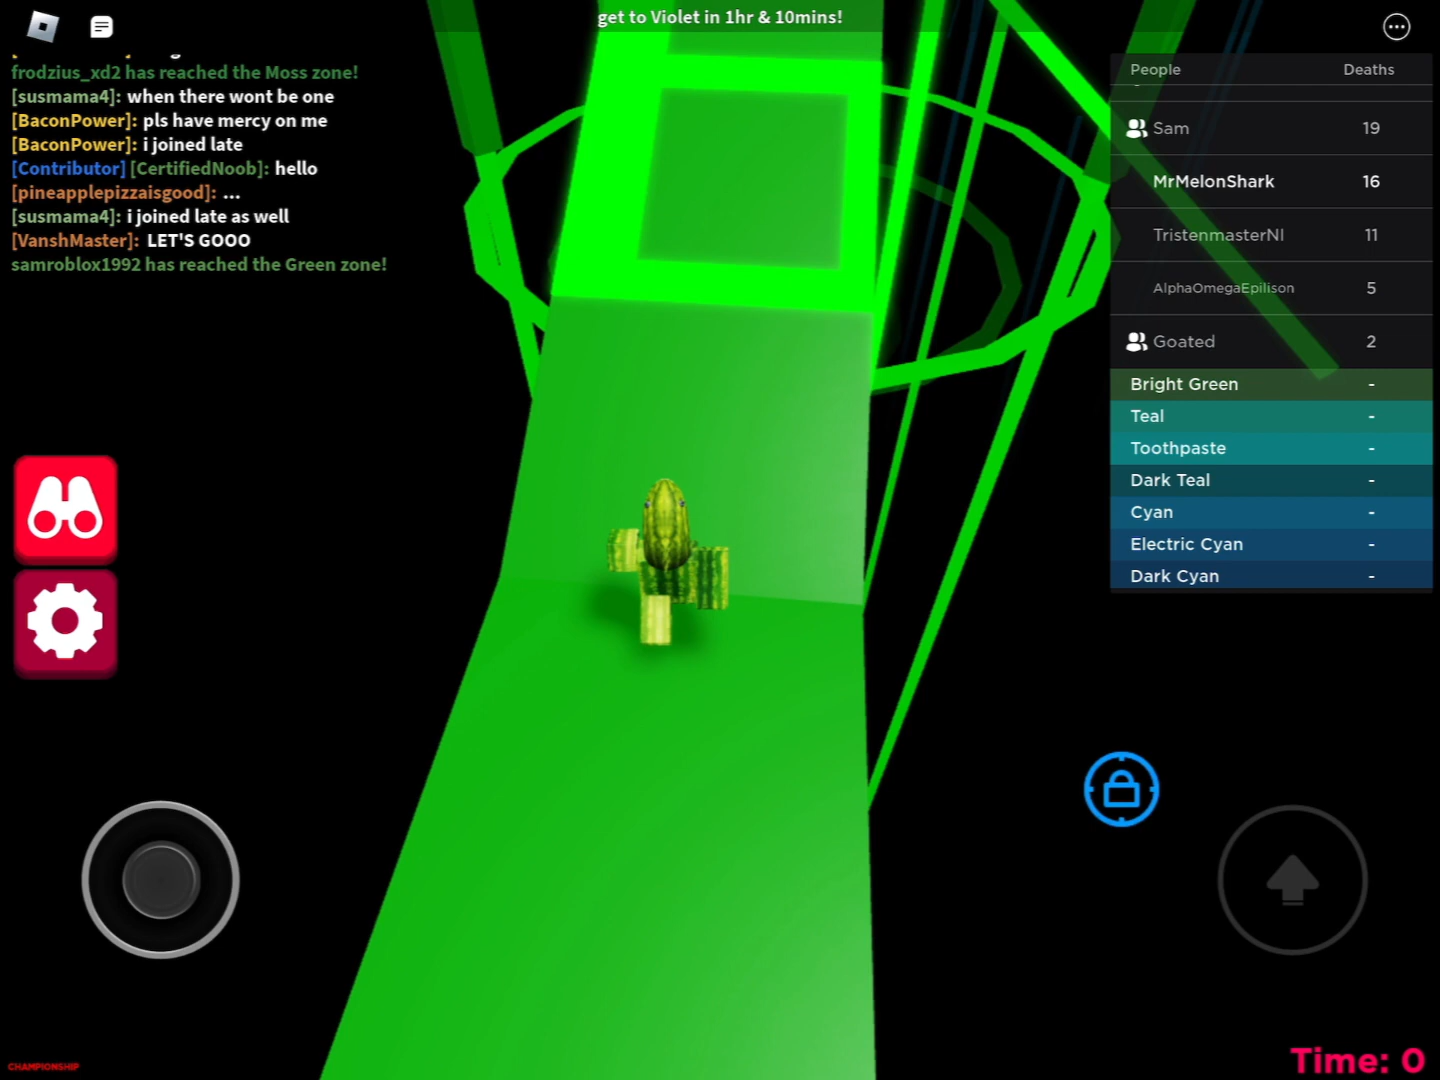 get to Violet in 1hr & 10mins!
frodzius_xd2 has reached the Moss zone!
[susmama4]: when there wont be one
[BaconPower]: pls have mercy on me
[BaconPower]: i joined late
[Contributor] [CertifiedNoob]: hello
[pineapplepizzaisgood]: ...
[susmama4]: i joined late as well
[VanshMaster]: LET'S GOOO
samroblox1992 has reached the Green zone!
People Deaths
Sam 19
MrMelonShark 16
TristenmasterNI 11
AlphaOmegaEpilison 5
Goated 2
Bright Green -
Teal -
Toothpaste -
Dark Teal -
Cyan -
Electric Cyan -
Dark Cyan -
CHAMPIONSHIP
Time: 0